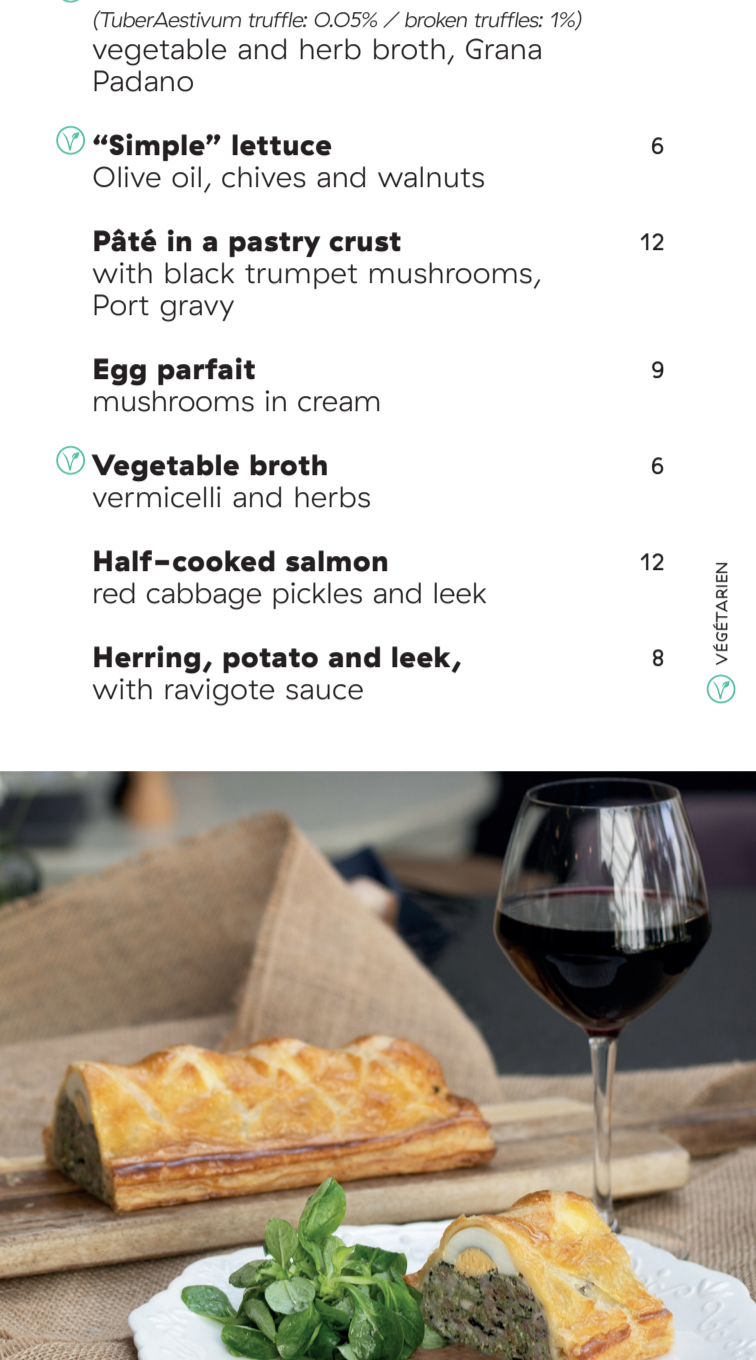 (TuberAestivum truffle: 0.05% / broken truffles: 1%)
vegetable and herb broth, Grana
Padano
“Simple” lettuce 6
Olive oil, chives and walnuts
Pâté in a pastry crust 12
with black trumpet mushrooms,
Port gravy
Egg parfait 9
mushrooms in cream
Vegetable broth 6
vermicelli and herbs
Half-cooked salmon 12
red cabbage pickles and leek
Herring, potato and leek, 8
with ravigote sauce
VÉGÉTARIEN